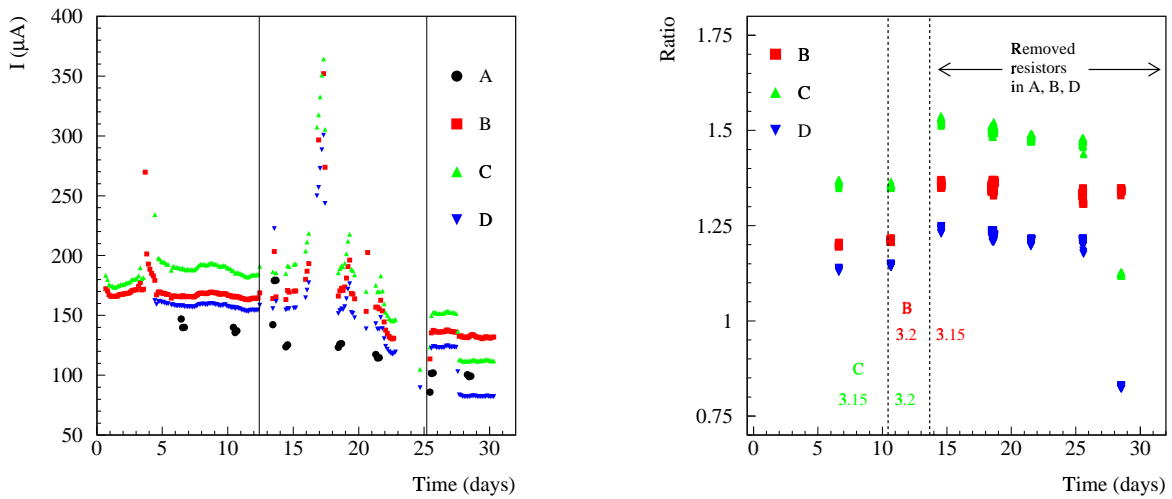 I (µA)
400
350
300
250
200
150
100
50
0
5
10
15
20
25
30
Time (days)
A
B
C
D
Ratio
1.75
1.5
1.25
1
0.75
0
5
10
15
20
25
30
Time (days)
B
C
D
Removed
resistors
in A, B, D
B
3.2
3.15
C
3.15
3.2